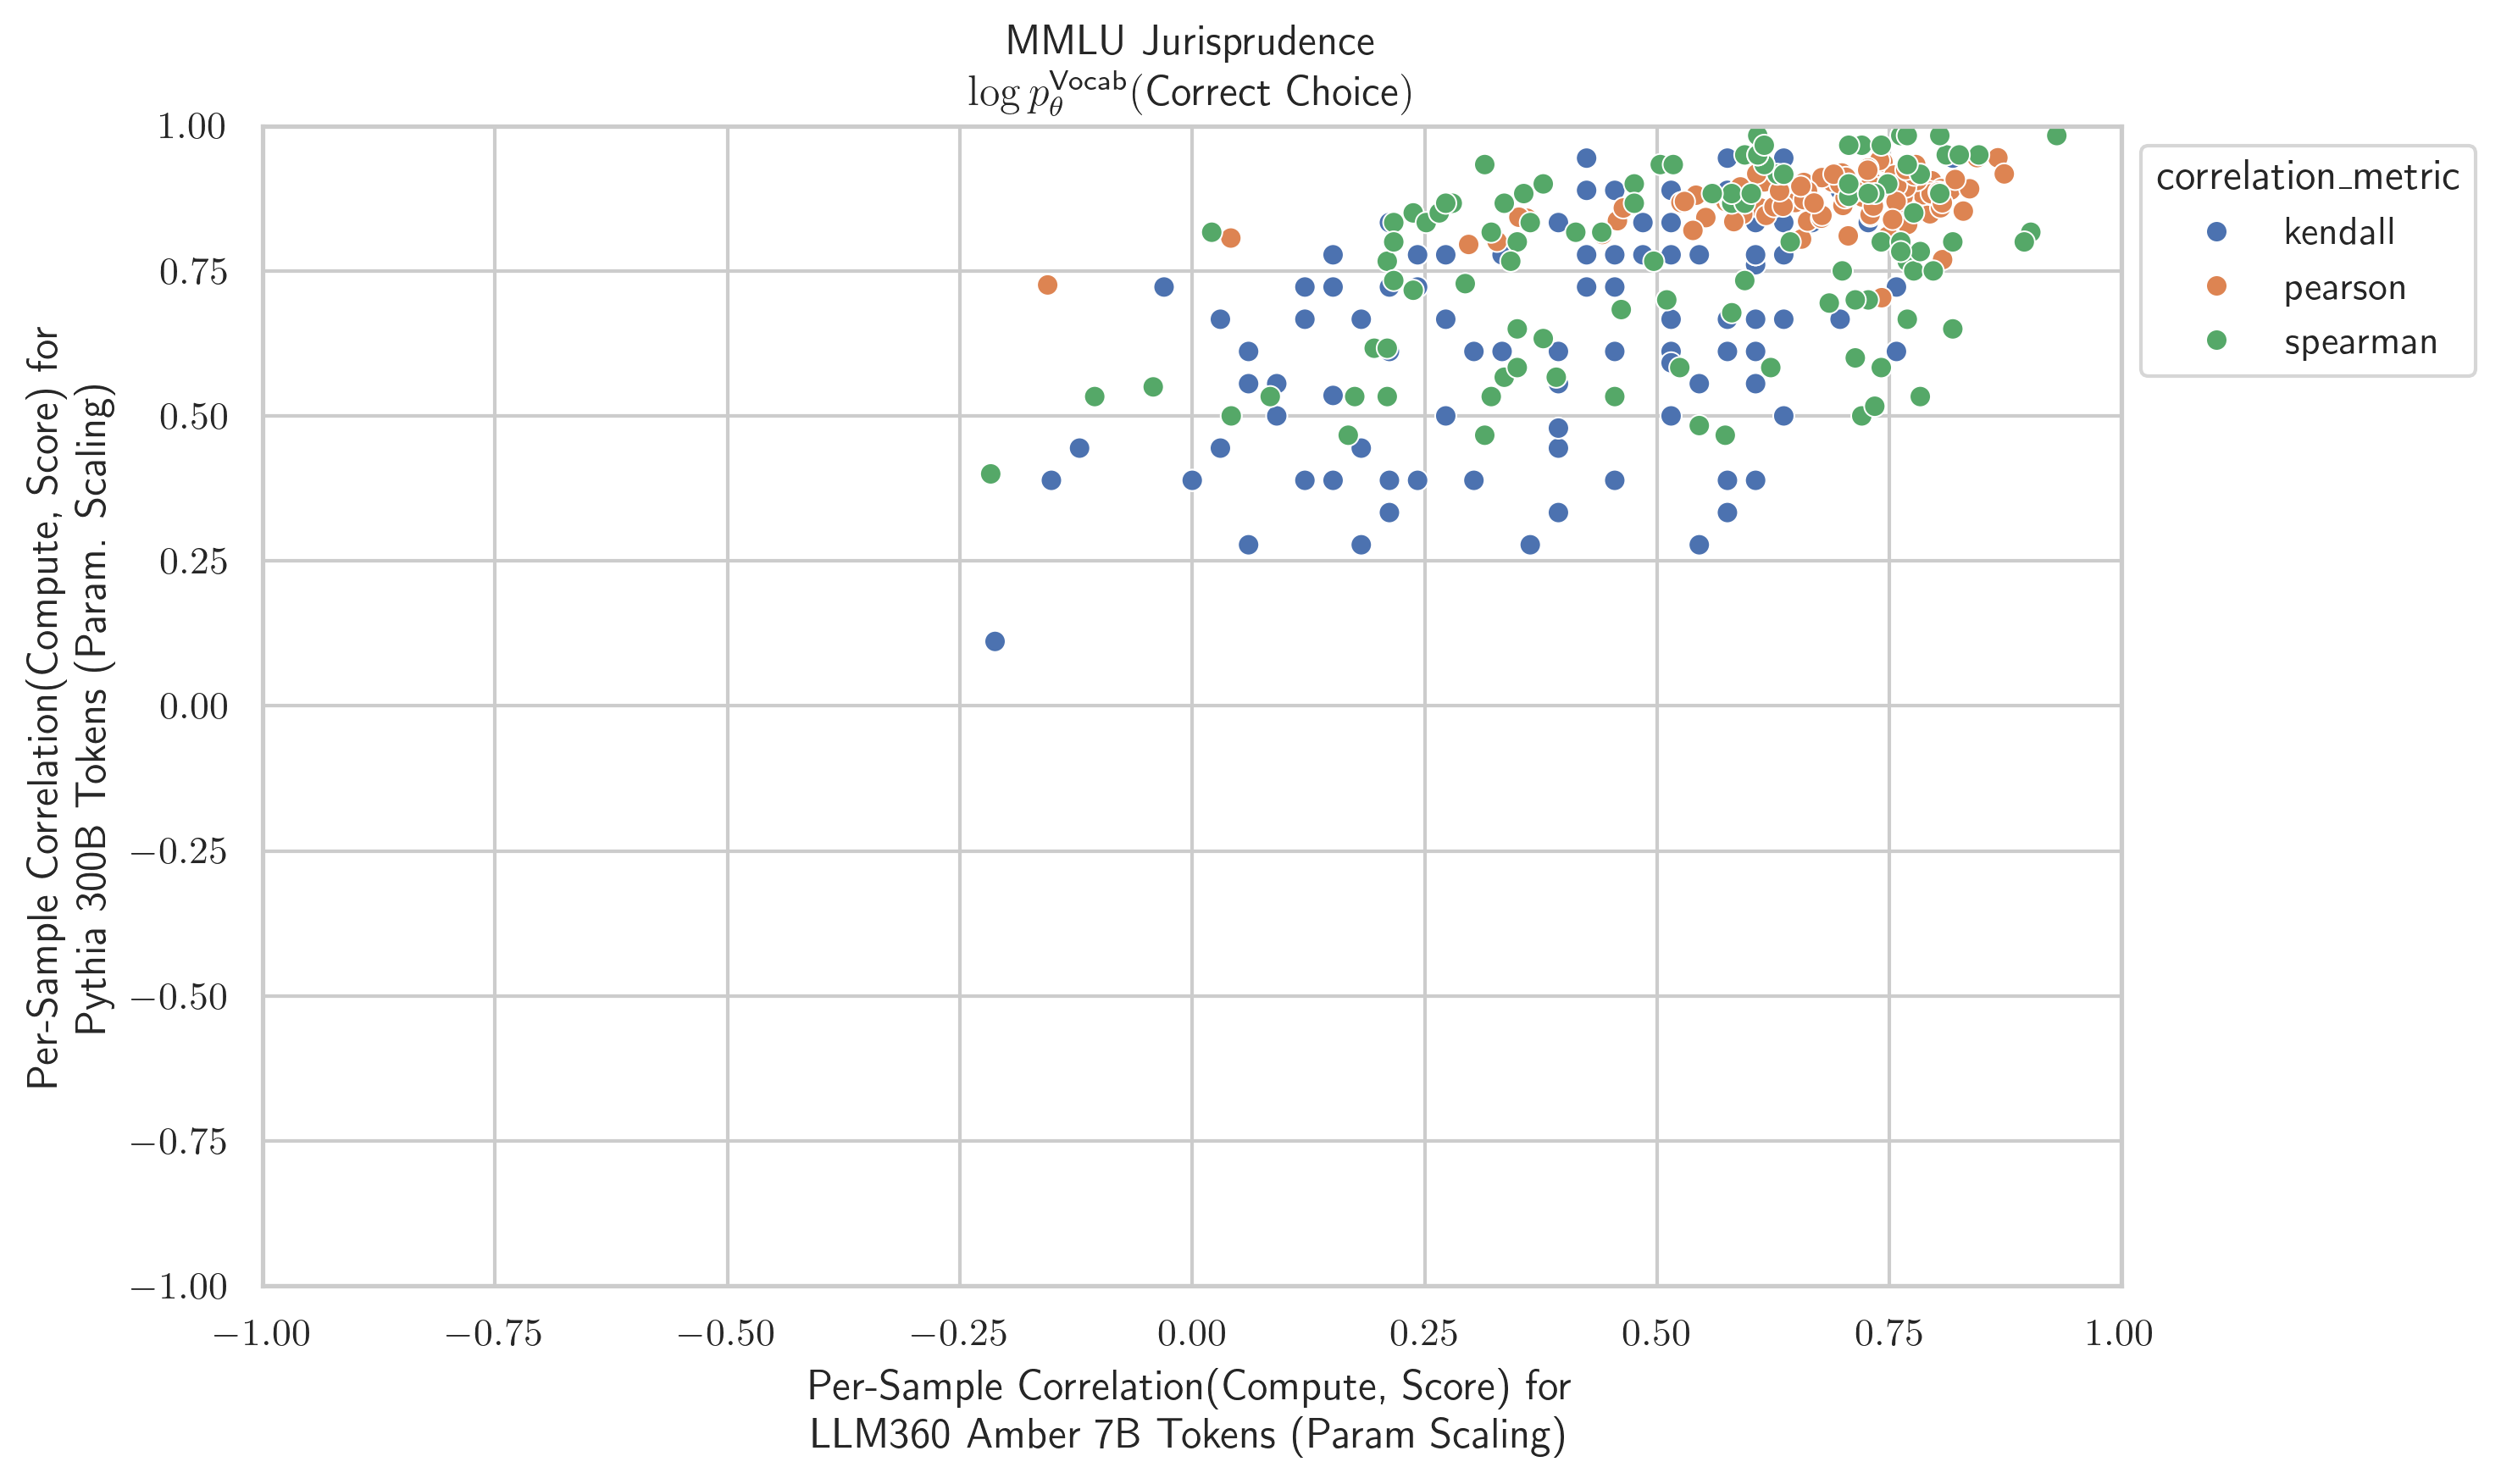 MMLU Jurisprudence
log p_θ^Vocab(Correct Choice)
1.00
0.75
0.50
0.25
0.00
−0.25
−0.50
−0.75
−1.00
Per-Sample Correlation(Compute, Score) for
Pythia 300B Tokens (Param. Scaling)
−1.00
−0.75
−0.50
−0.25
0.00
0.25
0.50
0.75
1.00
Per-Sample Correlation(Compute, Score) for
LLM360 Amber 7B Tokens (Param Scaling)
correlation_metric
kendall
pearson
spearman